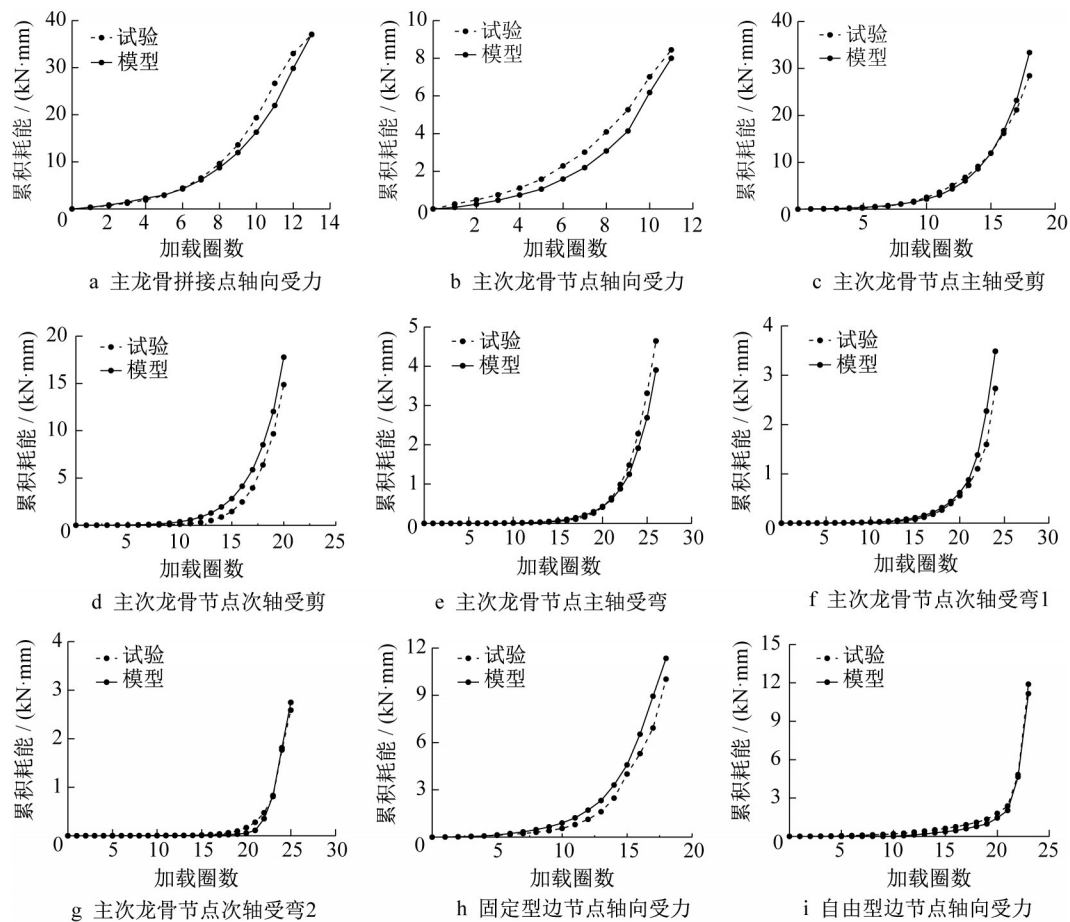 累积耗能 / (kN·mm)
40
30
20
10
0
试验
模型
2 4 6 8 10 12 14
加载圈数
a 主龙骨拼接点轴向受力
累积耗能 / (kN·mm)
10
8
6
4
2
0
试验
模型
2 4 6 8 10 12
加载圈数
b 主次龙骨节点轴向受力
累积耗能 / (kN·mm)
40
30
20
10
0
试验
模型
5 10 15 20
加载圈数
c 主次龙骨节点主轴受剪
累积耗能 / (kN·mm)
20
15
10
5
0
试验
模型
5 10 15 20 25
加载圈数
d 主次龙骨节点次轴受剪
累积耗能 / (kN·mm)
5
4
3
2
1
0
试验
模型
5 10 15 20 25 30
加载圈数
e 主次龙骨节点主轴受弯
累积耗能 / (kN·mm)
4
3
2
1
0
试验
模型
5 10 15 20 25 30
加载圈数
f 主次龙骨节点次轴受弯1
累积耗能 / (kN·mm)
4
3
2
1
0
试验
模型
5 10 15 20 25 30
加载圈数
g 主次龙骨节点次轴受弯2
累积耗能 / (kN·mm)
12
9
6
3
0
试验
模型
5 10 15 20
加载圈数
h 固定型边节点轴向受力
累积耗能 / (kN·mm)
15
12
9
6
3
0
试验
模型
5 10 15 20 25
加载圈数
i 自由型边节点轴向受力